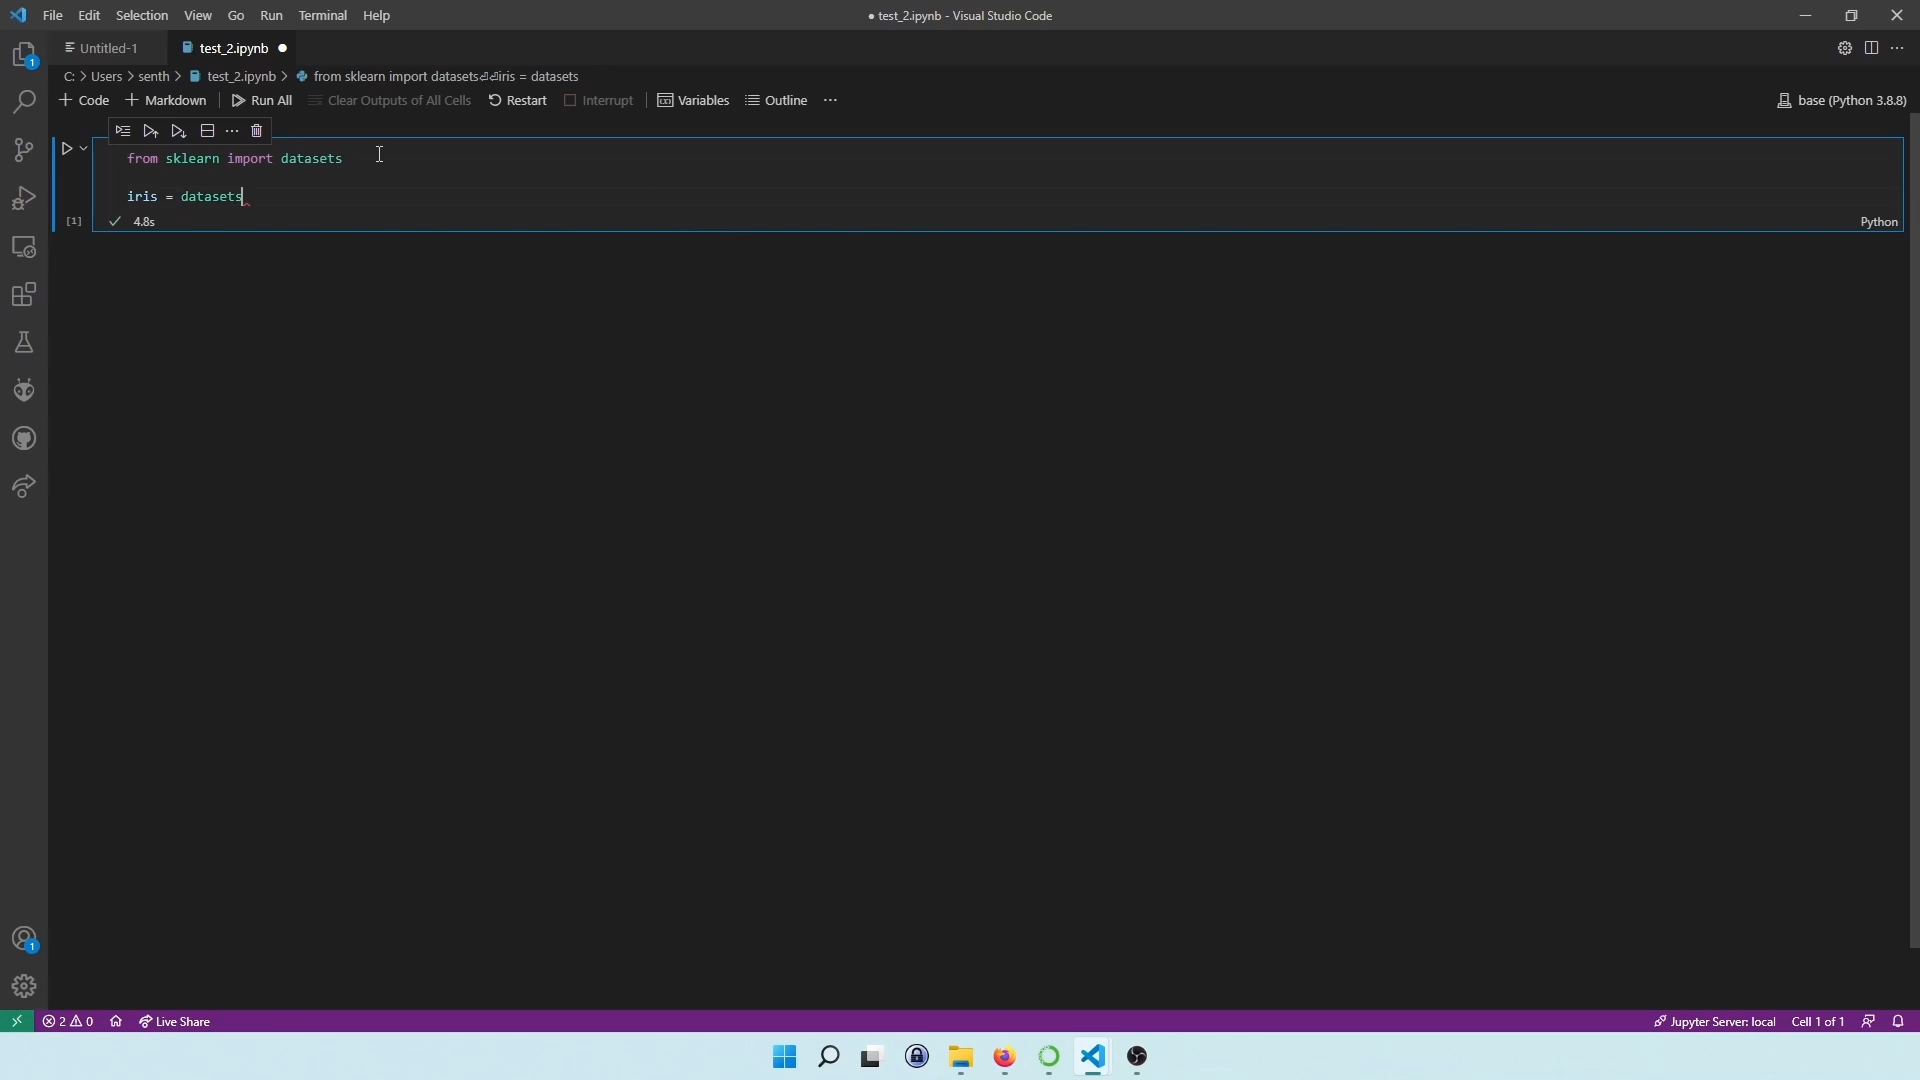 File Edit Selection View Go Run Terminal Help
● test_2.ipynb - Visual Studio Code
Untitled-1
test_2.ipynb ●
C: > Users > senth > test_2.ipynb > from sklearn import datasets⏎⏎iris = datasets
+ Code + Markdown Run All Clear Outputs of All Cells Restart Interrupt Variables Outline ···
base (Python 3.8.8)
from sklearn import datasets
iris = datasets
[1] ✓ 4.8s
Python
1
1
2 0 Live Share
Jupyter Server: local Cell 1 of 1